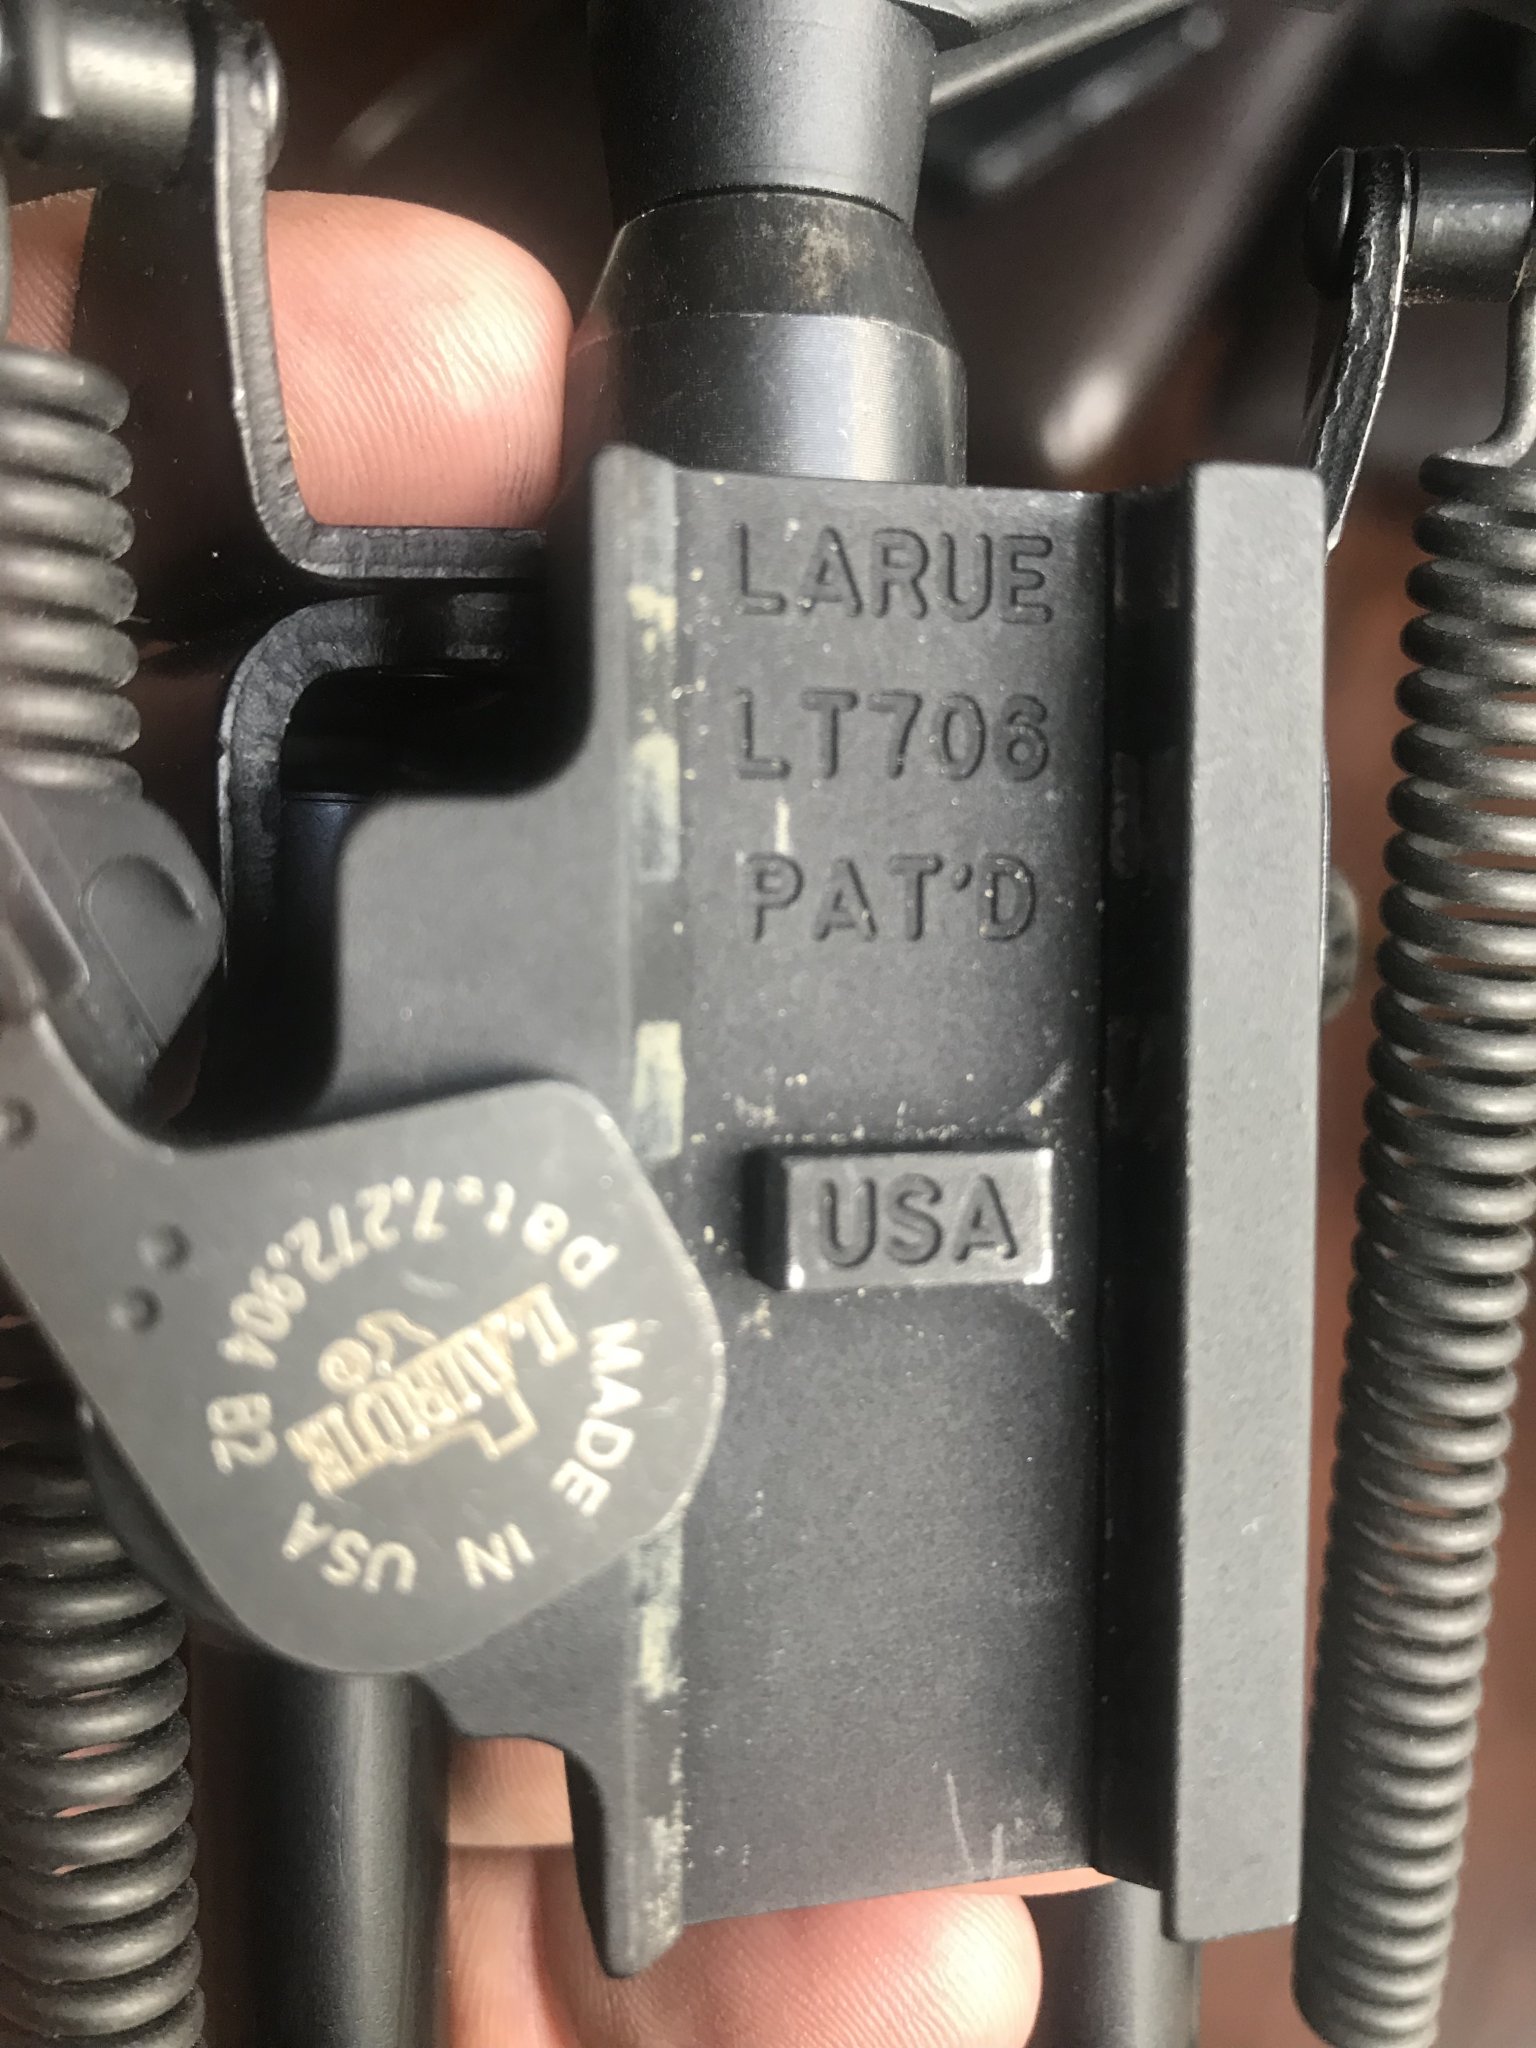 LARUE
LT706
PAT'D
USA
pat. 7,272,904 B2
LARUE
MADE IN USA